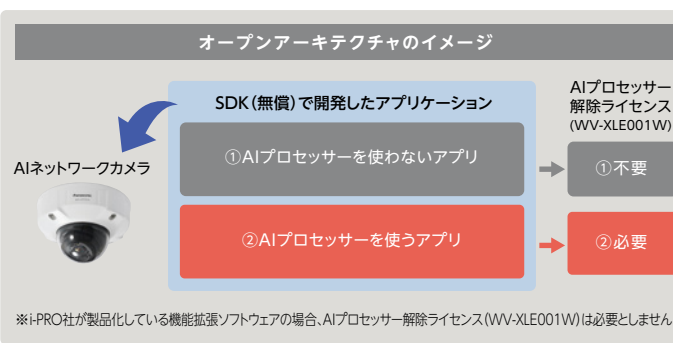 オープンアーキテクチャのイメージ
SDK（無償）で開発したアプリケーション
AIプロセッサー
解除ライセンス
(WV-XLE001W)
AIネットワークカメラ
①AIプロセッサーを使わないアプリ
①不要
②AIプロセッサーを使うアプリ
②必要
※i-PRO社が製品化している機能拡張ソフトウェアの場合、AIプロセッサー解除ライセンス(WV-XLE001W)は必要としません